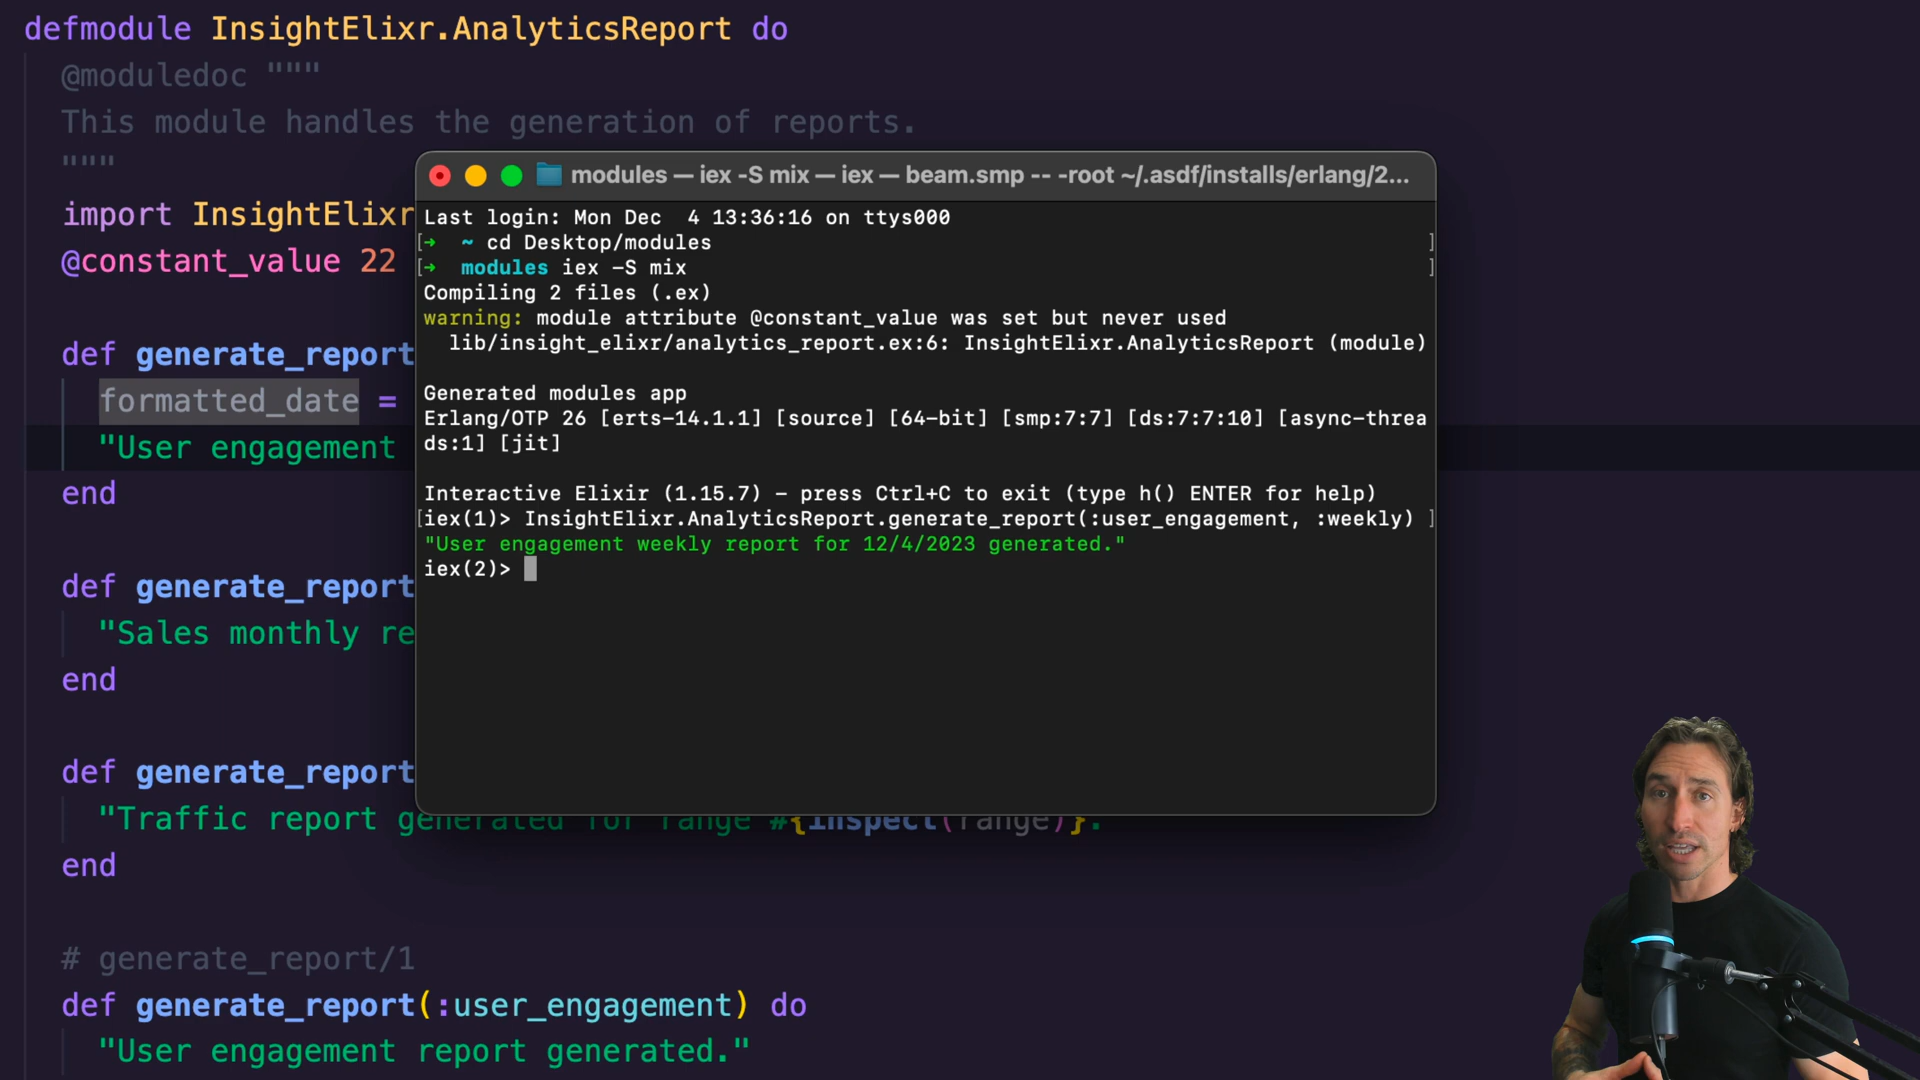 defmodule InsightElixr.AnalyticsReport do
@moduledoc """
This module handles the generation of reports.
"""
import InsightElixr
@constant_value 22
def generate_report
formatted_date =
"User engagement
end
def generate_report
"Sales monthly re
end
def generate_report
"Traffic report generated for range #{inspect(range)}.
end
# generate_report/1
def generate_report(:user_engagement) do
"User engagement report generated."
modules — iex -S mix — iex — beam.smp -- -root ~/.asdf/installs/erlang/2...
Last login: Mon Dec  4 13:36:16 on ttys000
[➜  ~ cd Desktop/modules ]
[➜  modules iex -S mix ]
Compiling 2 files (.ex)
warning: module attribute @constant_value was set but never used
lib/insight_elixr/analytics_report.ex:6: InsightElixr.AnalyticsReport (module)
Generated modules app
Erlang/OTP 26 [erts-14.1.1] [source] [64-bit] [smp:7:7] [ds:7:7:10] [async-threa
ds:1] [jit]
Interactive Elixir (1.15.7) - press Ctrl+C to exit (type h() ENTER for help)
[iex(1)> InsightElixr.AnalyticsReport.generate_report(:user_engagement, :weekly) ]
"User engagement weekly report for 12/4/2023 generated."
iex(2)>